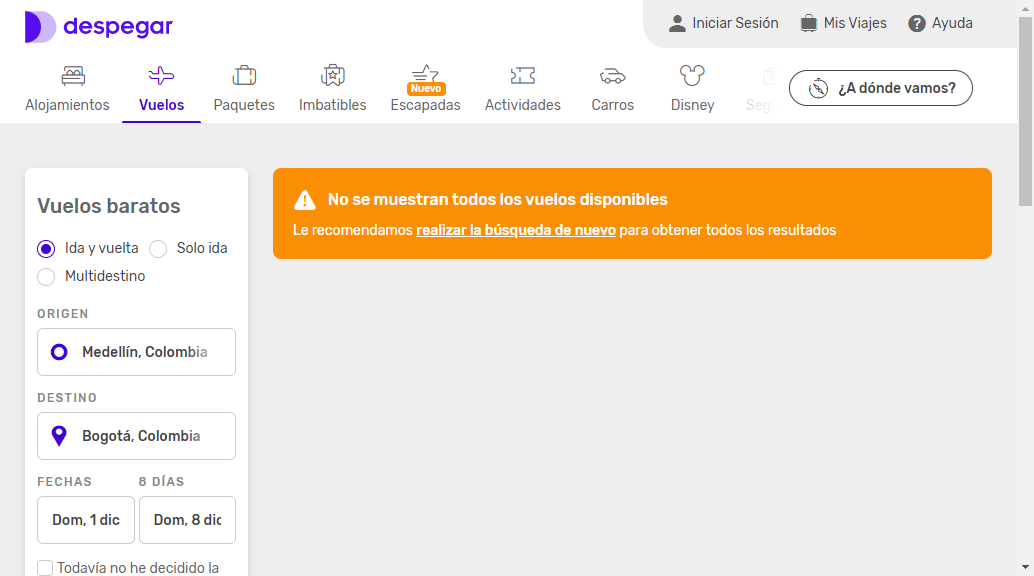 despegar
Iniciar Sesión
Mis Viajes
Ayuda
Alojamientos
Vuelos
Paquetes
Imbatibles
Nuevo
Escapadas
Actividades
Carros
Disney
¿A dónde vamos?
Vuelos baratos
Ida y vuelta
Solo ida
Multidestino
ORIGEN
Medellín, Colombia
DESTINO
Bogotá, Colombia
FECHAS
8 DÍAS
Dom, 1 dic
Dom, 8 dic
Todavía no he decidido la
No se muestran todos los vuelos disponibles
Le recomendamos realizar la búsqueda de nuevo para obtener todos los resultados